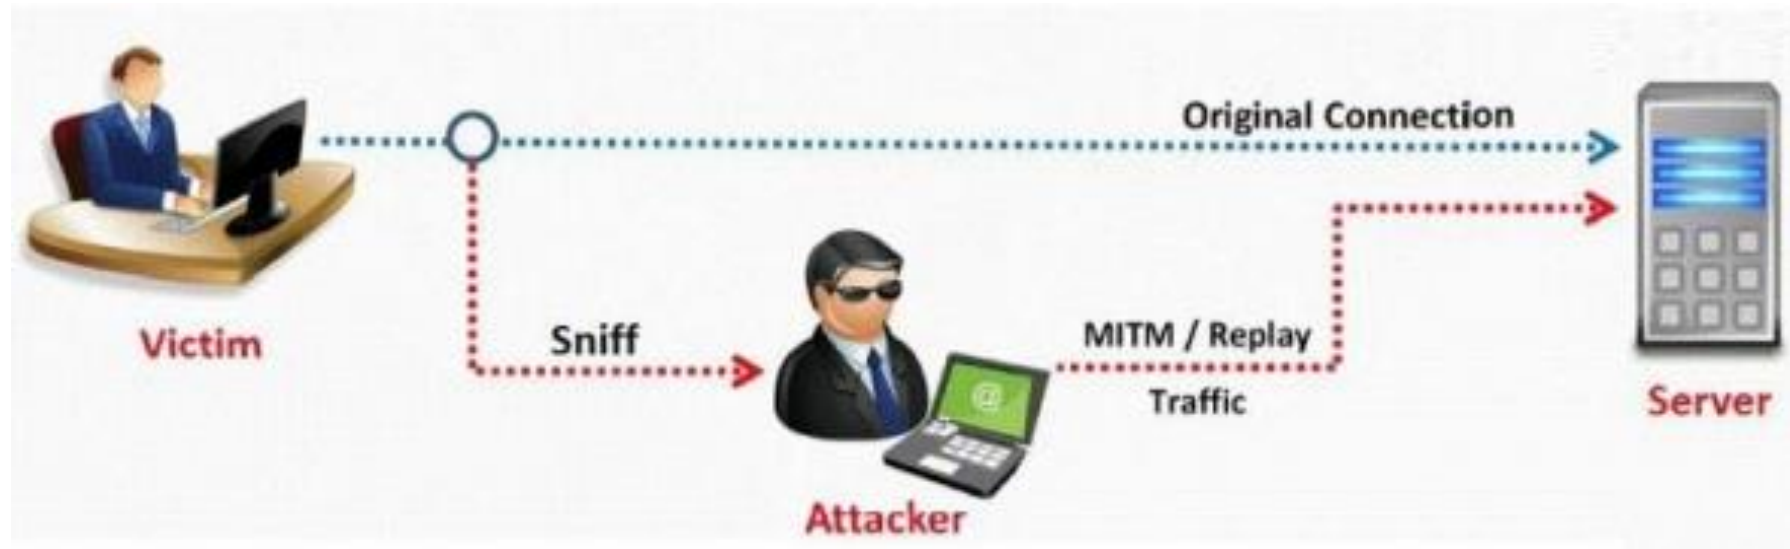 Original Connection
Victim
Sniff
MITM / Replay
Traffic
@
Server
Attacker